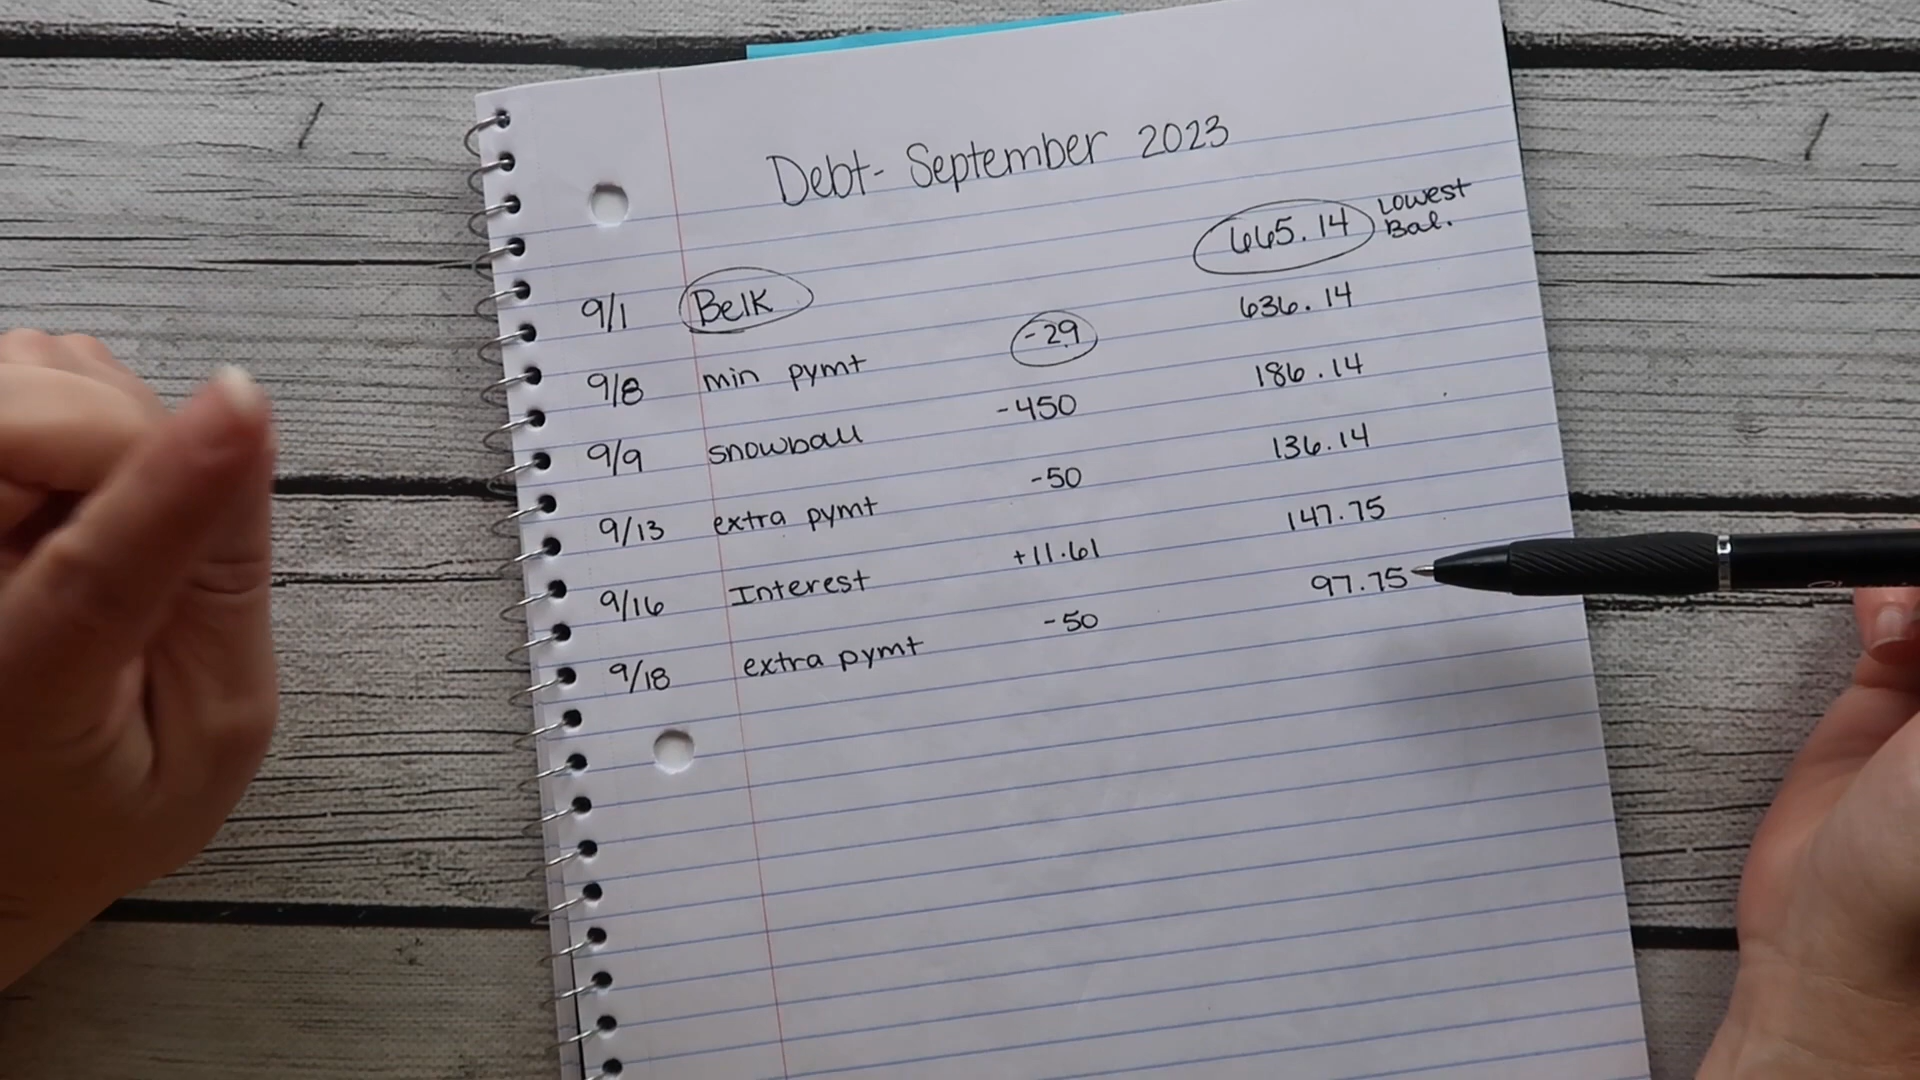 Debt- September 2023
9/1 Belk 665.14 Lowest Bal.
9/8 min pymt -29 636.14
9/9 snowball -450 186.14
9/13 extra pymt -50 136.14
9/16 Interest +11.61 147.75
9/18 extra pymt -50 97.75